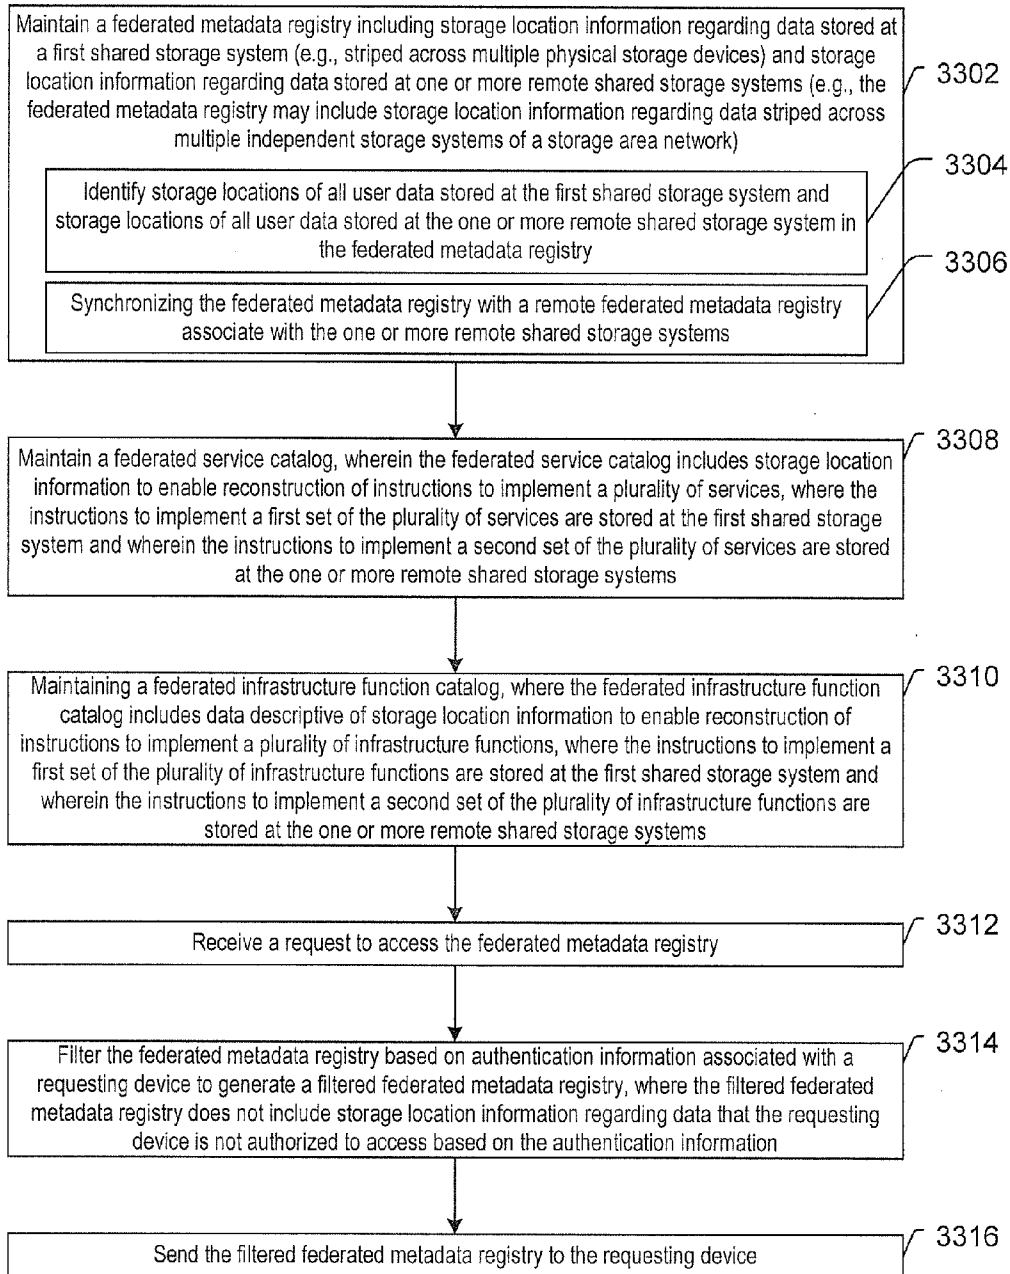 Maintain a federated metadata registry including storage location information regarding data stored at
a first shared storage system (e.g., striped across multiple physical storage devices) and storage
location information regarding data stored at one or more remote shared storage systems (e.g., the
federated metadata registry may include storage location information regarding data striped across
multiple independent storage systems of a storage area network)
3302
3304
Identify storage locations of all user data stored at the first shared storage system and
storage locations of all user data stored at the one or more remote shared storage system in
the federated metadata registry
3306
Synchronizing the federated metadata registry with a remote federated metadata registry
associate with the one or more remote shared storage systems
3308
Maintain a federated service catalog, wherein the federated service catalog includes storage location
information to enable reconstruction of instructions to implement a plurality of services, where the
instructions to implement a first set of the plurality of services are stored at the first shared storage
system and wherein the instructions to implement a second set of the plurality of services are stored
at the one or more remote shared storage systems
3310
Maintaining a federated infrastructure function catalog, where the federated infrastructure function
catalog includes data descriptive of storage location information to enable reconstruction of
instructions to implement a plurality of infrastructure functions, where the instructions to implement a
first set of the plurality of infrastructure functions are stored at the first shared storage system and
wherein the instructions to implement a second set of the plurality of infrastructure functions are
stored at the one or more remote shared storage systems
3312
Receive a request to access the federated metadata registry
3314
Filter the federated metadata registry based on authentication information associated with a
requesting device to generate a filtered federated metadata registry, where the filtered federated
metadata registry does not include storage location information regarding data that the requesting
device is not authorized to access based on the authentication information
3316
Send the filtered federated metadata registry to the requesting device